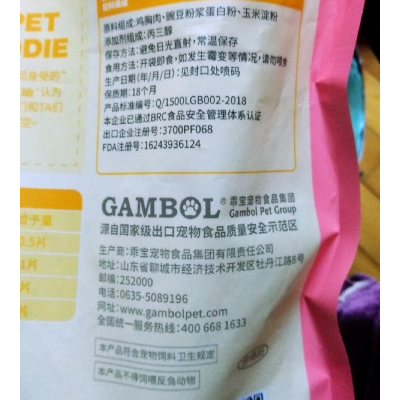 PET
ODIE
原料组成:鸡胸肉、豌豆粉浆蛋白粉、玉米淀粉
添加剂组成:丙三醇
保存方法:避免日光直射,常温保存
食用方法:开袋即食,如发生霉变等情况,请勿喂食
生产日期(年/月/日):见封口处喷码
保质期:18个月
产品标准编号:Q/1500LGB002-2018
本企业已通过BRC食品安全管理体系认证
出口企业注册号:3700PF068
FDA注册号:16243936124
GAMBOL 乖宝宠物食品集团
Gambol Pet Group
源自国家级出口宠物食品质量安全示范区
生产商:乖宝宠物食品集团有限责任公司
地址:山东省聊城市经济技术开发区牡丹江路8号
邮编:252000
电话:0635-5089196
网址:www.gambolpet.com
全国统一服务热线:400 668 1633
本产品符合宠物饲料卫生规定
本产品不得饲喂反刍动物